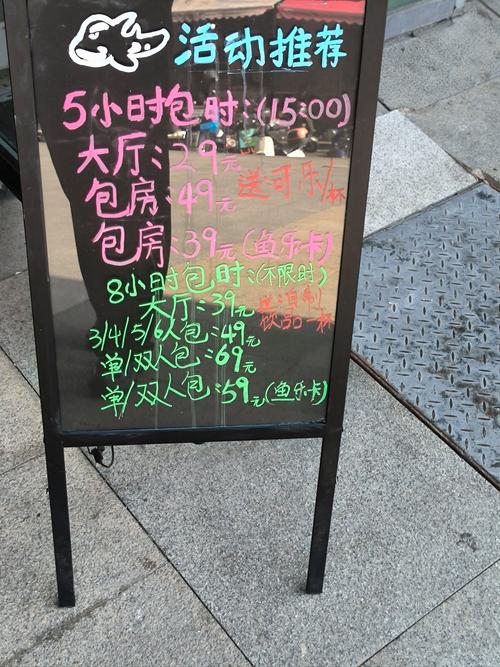 活动推荐
5小时包时:(15:00)
大厅:29元
包房:49元 送可乐1杯
包房:39元(鱼乐卡)
8小时包时:(不限时)
大厅:39元 送自制
3/4/5/6人包:49元 饮品一杯
单/双人包:69元
单/双人包:59元(鱼乐卡)